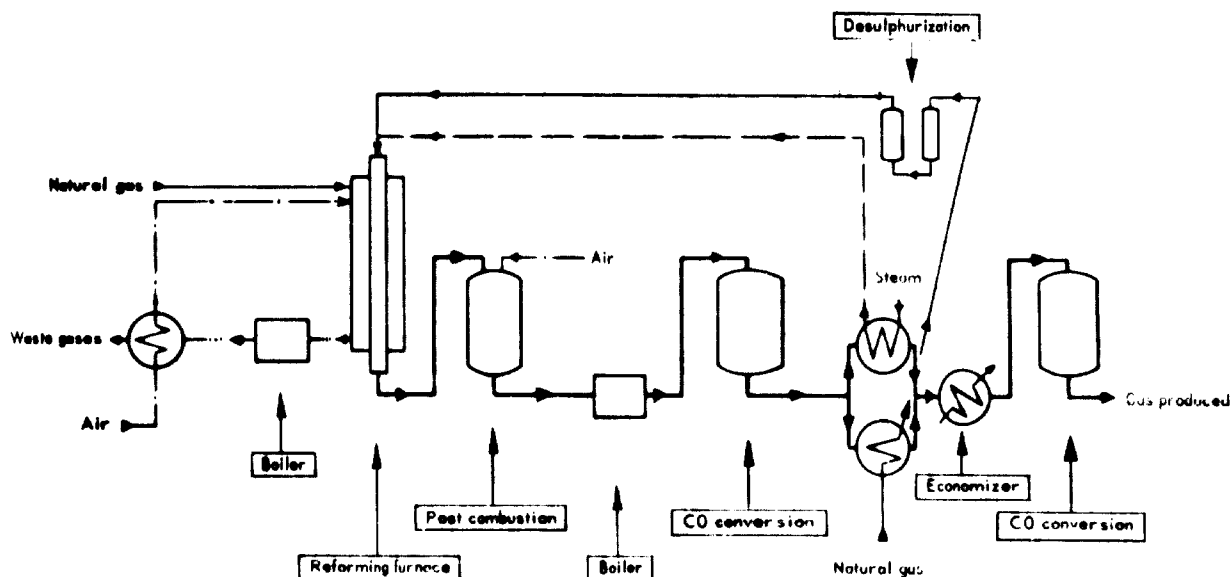 Desulphurization
Natural gas
Air
Steam
Waste gases
Gas produced
Air
Boiler
Economizer
Post combustion
CO conversion
CO conversion
Reforming furnace
Boiler
Natural gas